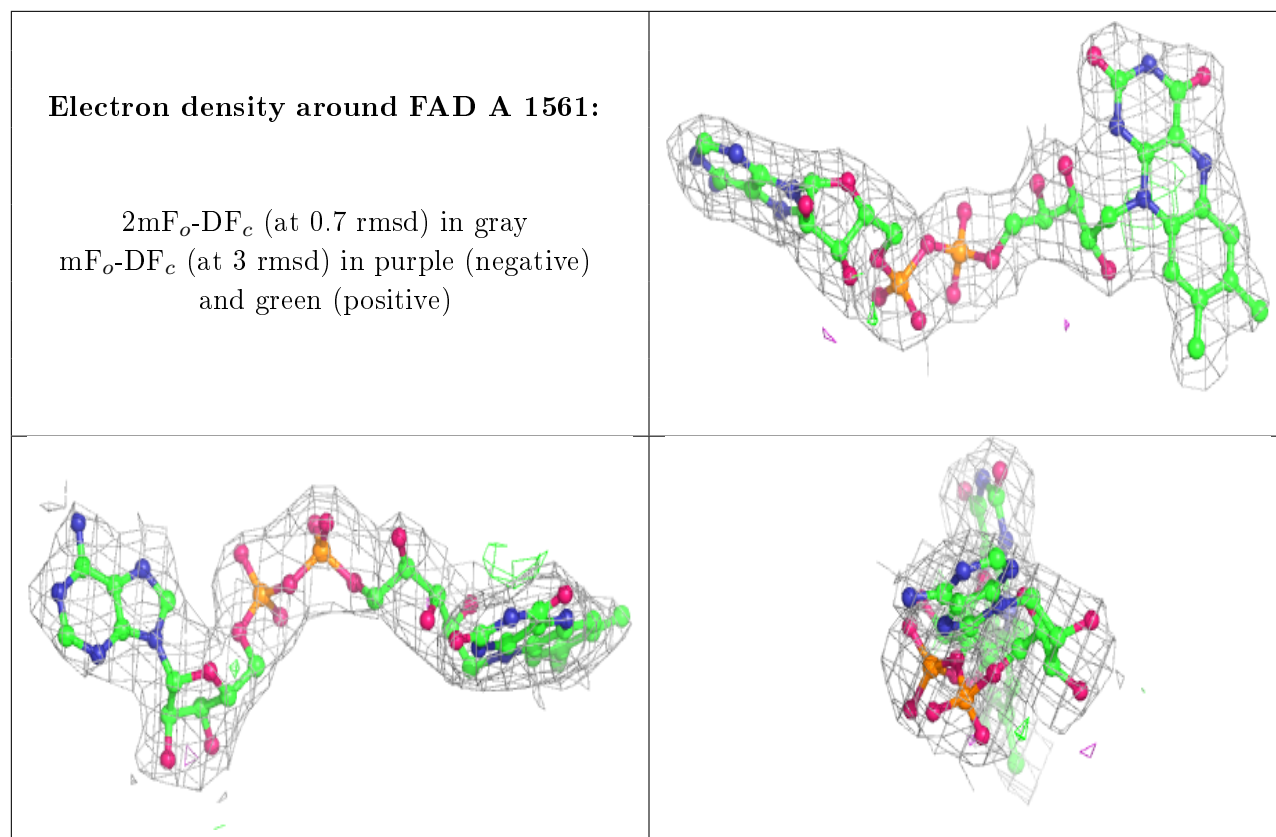 Electron density around FAD A 1561:
2mFo-DFc (at 0.7 rmsd) in gray
mFo-DFc (at 3 rmsd) in purple (negative)
and green (positive)